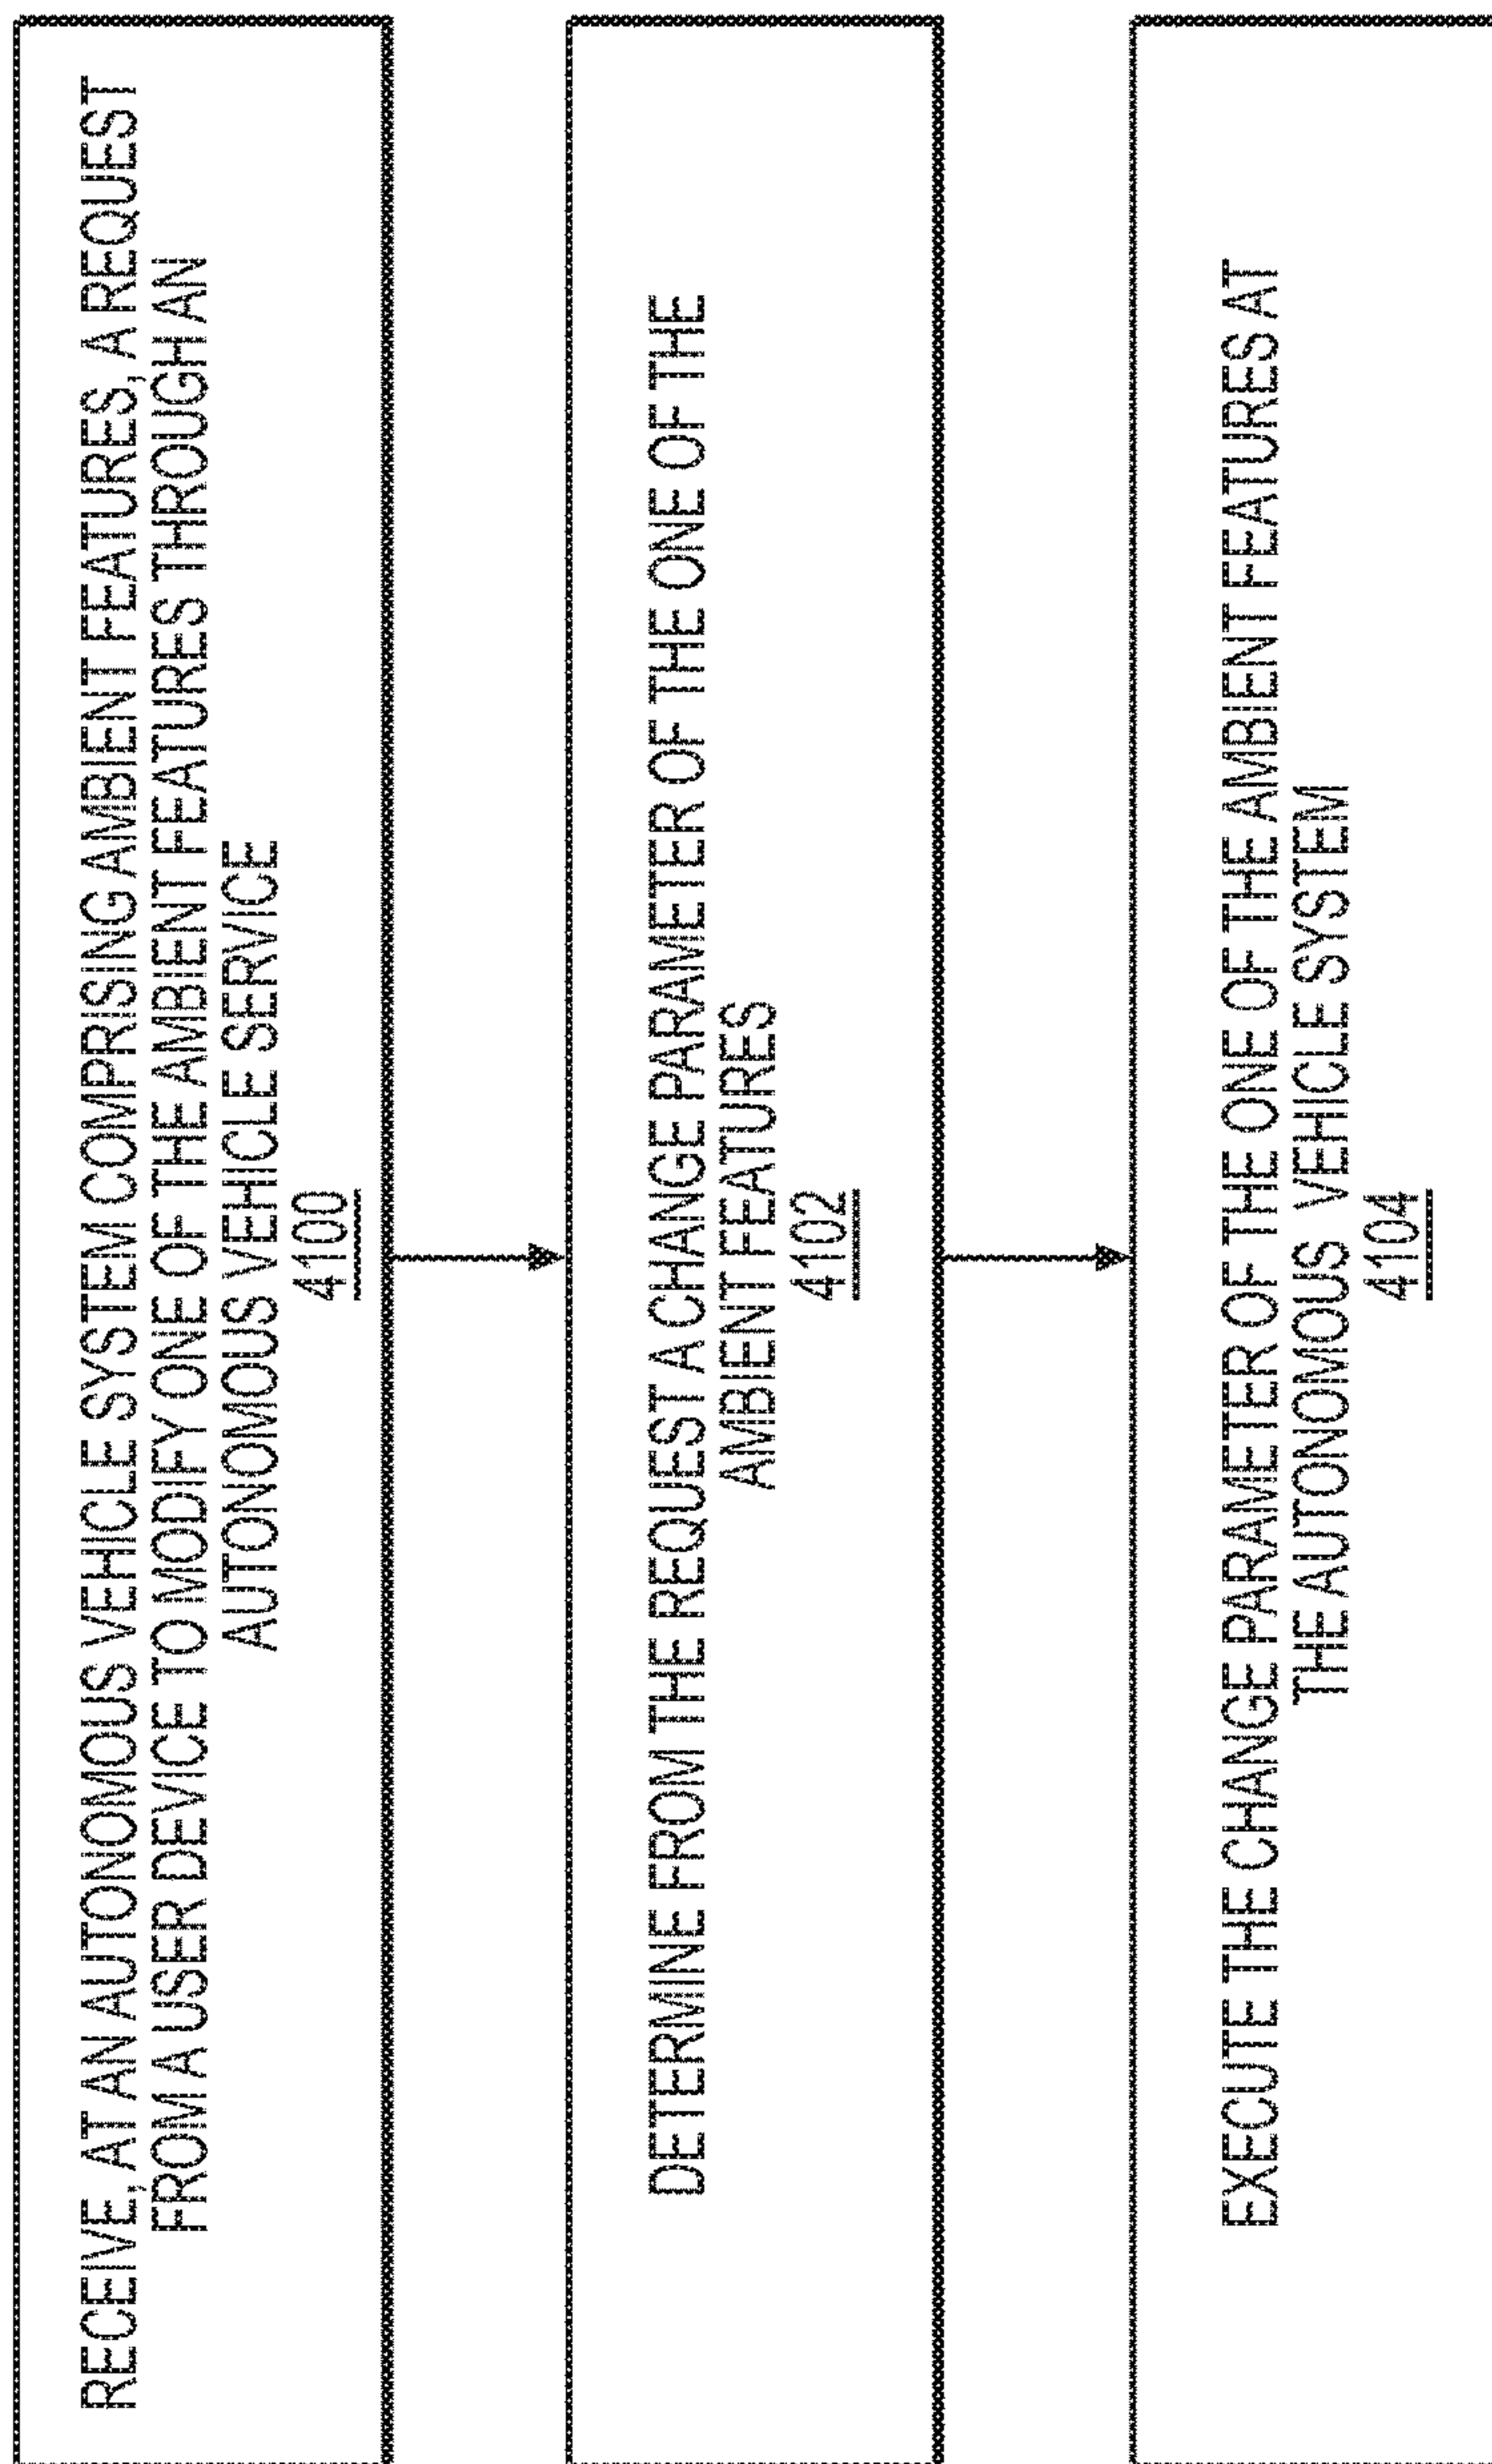 RECEIVE, AT AN AUTONOMOUS VEHICLE SYSTEM COMPRISING AMBIENT FEATURES, A REQUEST
FROM A USER DEVICE TO MODIFY ONE OF THE AMBIENT FEATURES THROUGH AN
AUTONOMOUS VEHICLE SERVICE
4100
DETERMINE FROM THE REQUEST A CHANGE PARAMETER OF THE ONE OF THE
AMBIENT FEATURES
4102
EXECUTE THE CHANGE PARAMETER OF THE ONE OF THE AMBIENT FEATURES AT
THE AUTONOMOUS VEHICLE SYSTEM
4104